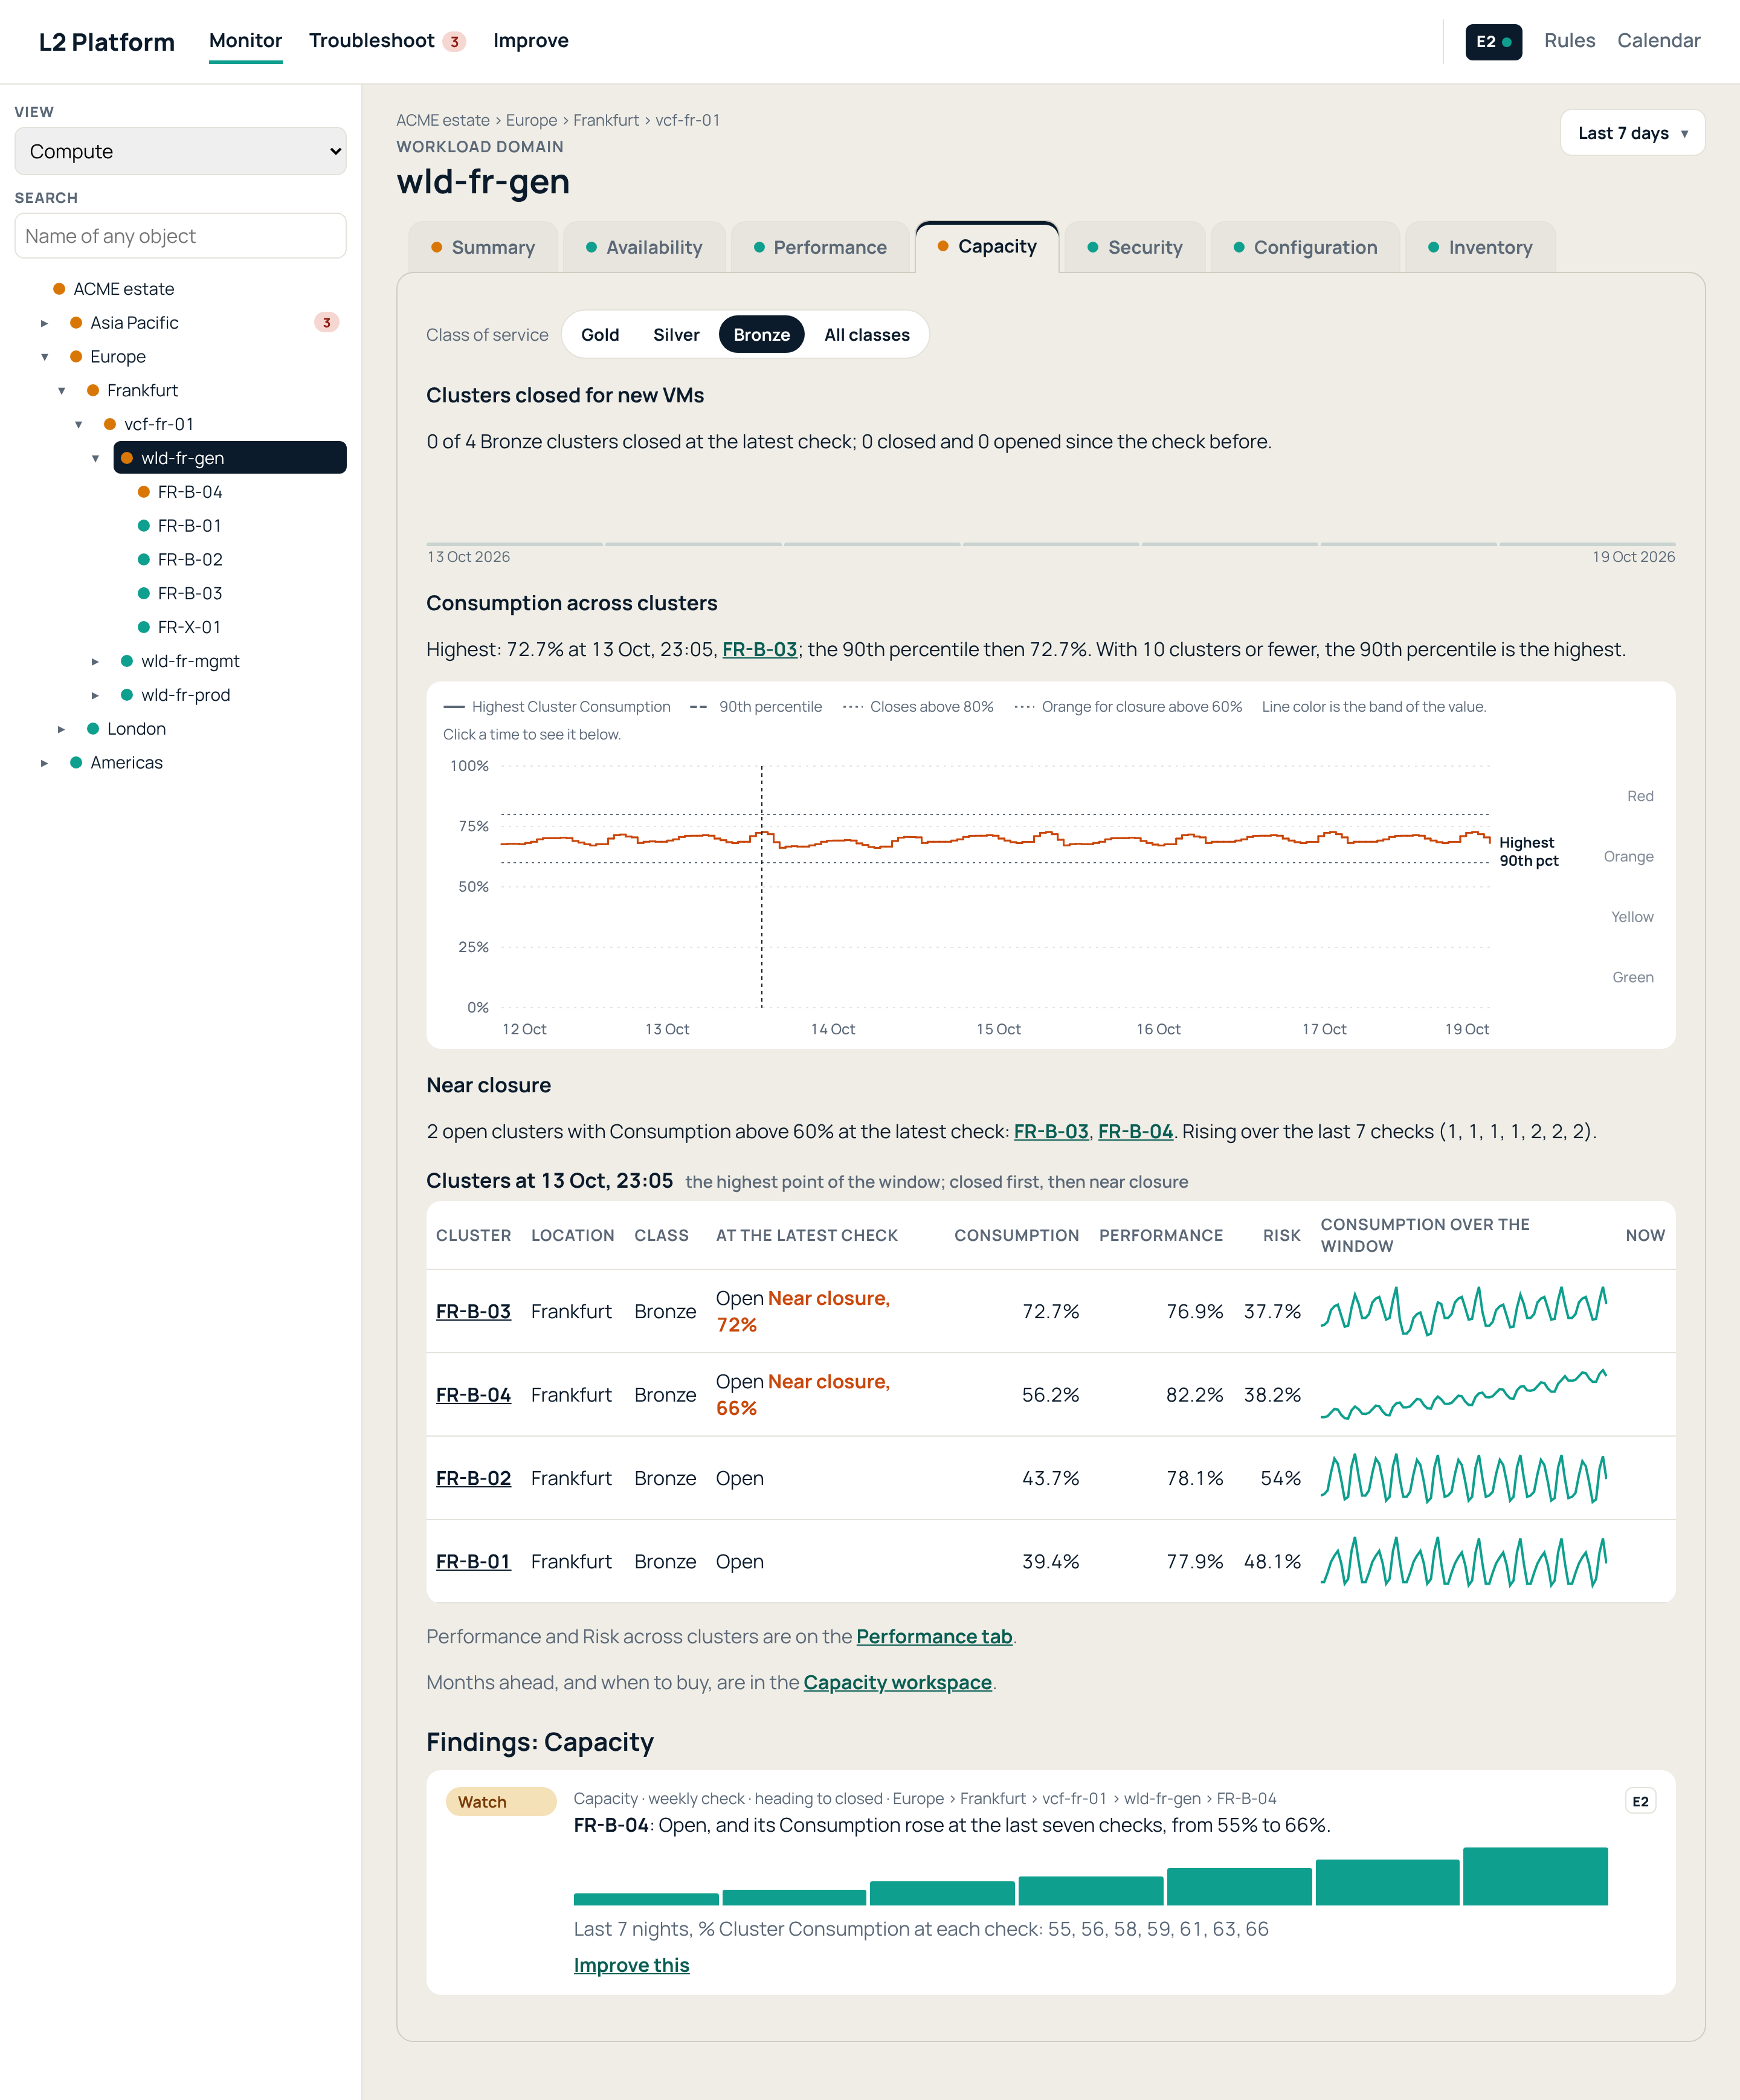 L2 Platform
Monitor
Troubleshoot 3
Improve
E2
Rules
Calendar
VIEW
Compute
SEARCH
Name of any object
ACME estate
Asia Pacific 3
Europe
Frankfurt
vcf-fr-01
wld-fr-gen
FR-B-04
FR-B-01
FR-B-02
FR-B-03
FR-X-01
wld-fr-mgmt
wld-fr-prod
London
Americas
ACME estate › Europe › Frankfurt › vcf-fr-01
WORKLOAD DOMAIN
wld-fr-gen
Last 7 days
Summary
Availability
Performance
Capacity
Security
Configuration
Inventory
Class of service
Gold
Silver
Bronze
All classes
Clusters closed for new VMs
0 of 4 Bronze clusters closed at the latest check; 0 closed and 0 opened since the check before.
13 Oct 2026
19 Oct 2026
Consumption across clusters
Highest: 72.7% at 13 Oct, 23:05, FR-B-03; the 90th percentile then 72.7%. With 10 clusters or fewer, the 90th percentile is the highest.
Highest Cluster Consumption
90th percentile
Closes above 80%
Orange for closure above 60%
Line color is the band of the value.
Click a time to see it below.
100%
75%
50%
25%
0%
Red
Orange
Yellow
Green
Highest
90th pct
12 Oct
13 Oct
14 Oct
15 Oct
16 Oct
17 Oct
19 Oct
Near closure
2 open clusters with Consumption above 60% at the latest check: FR-B-03, FR-B-04. Rising over the last 7 checks (1, 1, 1, 1, 2, 2, 2).
Clusters at 13 Oct, 23:05 the highest point of the window; closed first, then near closure
CLUSTER LOCATION CLASS AT THE LATEST CHECK CONSUMPTION PERFORMANCE RISK CONSUMPTION OVER THE WINDOW NOW
FR-B-03 Frankfurt Bronze Open Near closure, 72% 72.7% 76.9% 37.7%
FR-B-04 Frankfurt Bronze Open Near closure, 66% 56.2% 82.2% 38.2%
FR-B-02 Frankfurt Bronze Open 43.7% 78.1% 54%
FR-B-01 Frankfurt Bronze Open 39.4% 77.9% 48.1%
Performance and Risk across clusters are on the Performance tab.
Months ahead, and when to buy, are in the Capacity workspace.
Findings: Capacity
Watch
Capacity · weekly check · heading to closed · Europe › Frankfurt › vcf-fr-01 › wld-fr-gen › FR-B-04
E2
FR-B-04: Open, and its Consumption rose at the last seven checks, from 55% to 66%.
Last 7 nights, % Cluster Consumption at each check: 55, 56, 58, 59, 61, 63, 66
Improve this